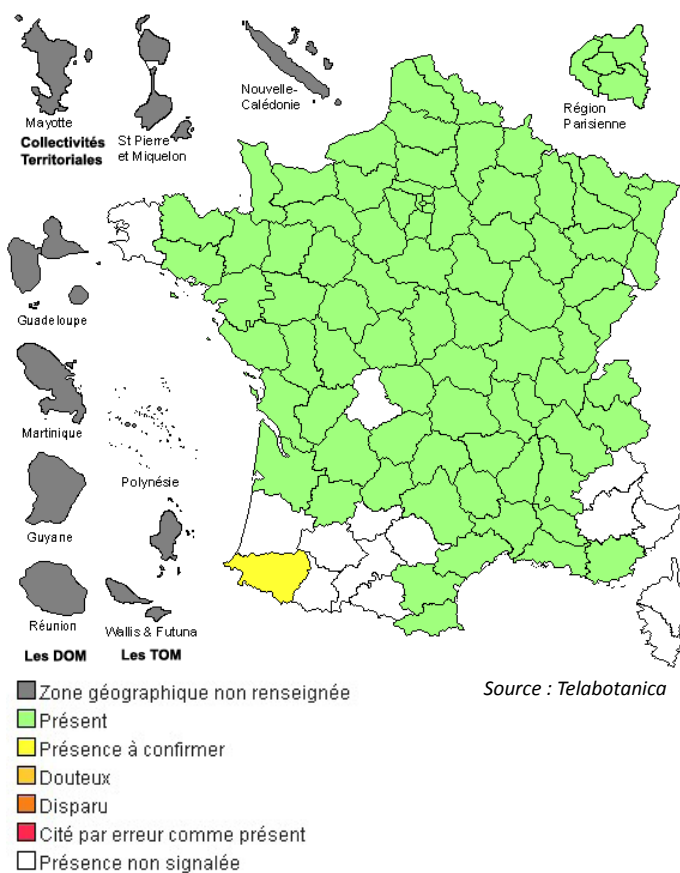 Mayotte
Collectivités
Territoriales
St Pierre
et Miquelon
Nouvelle-
Calédonie
Région
Parisienne
Guadeloupe
Martinique
Polynésie
Guyane
Réunion
Wallis & Futuna
Les DOM
Les TOM
Source : Telabotanica
Zone géographique non renseignée
Présent
Présence à confirmer
Douteux
Disparu
Cité par erreur comme présent
Présence non signalée